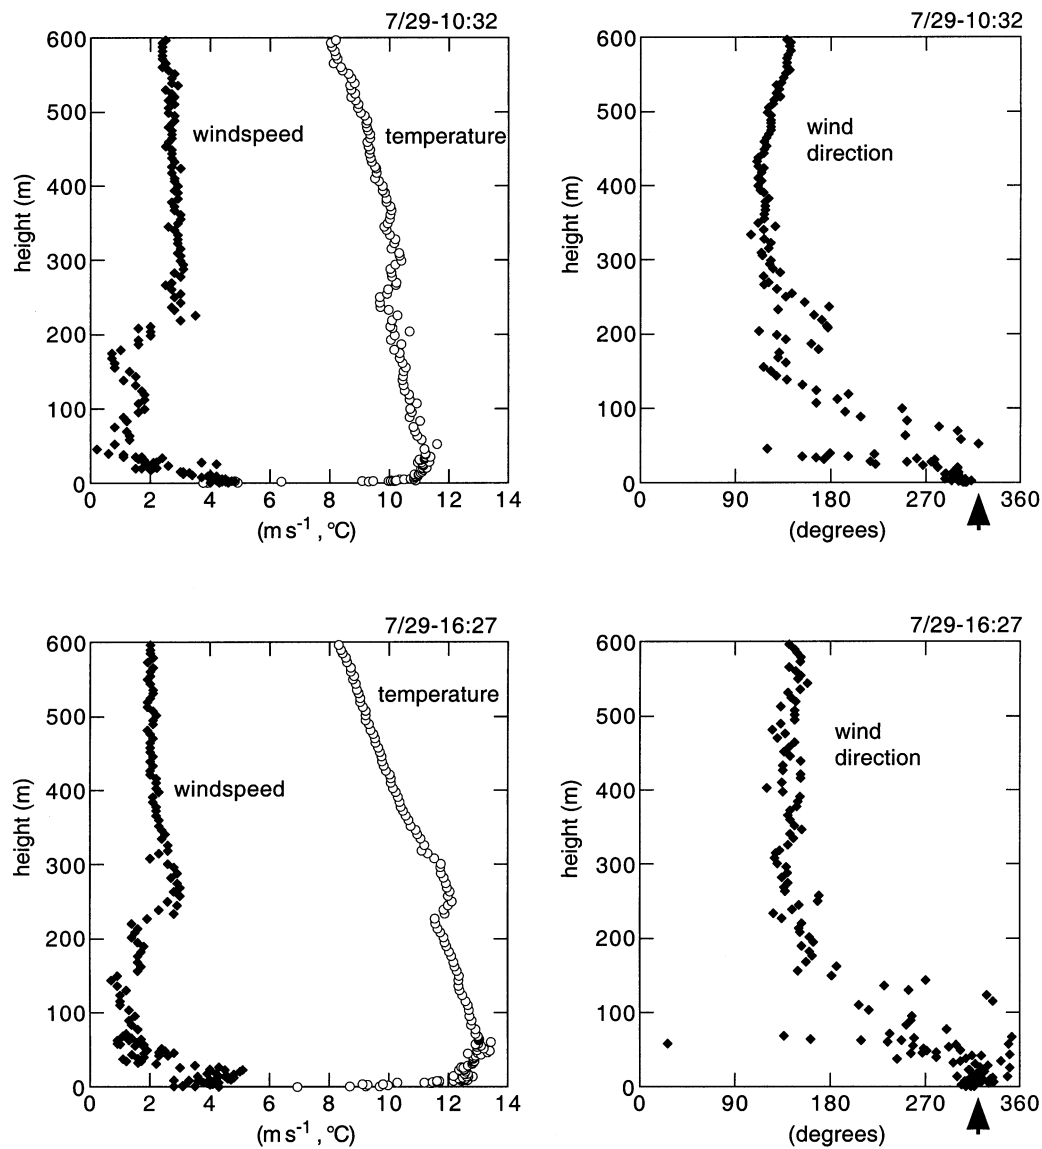 7/29-10:32
7/29-10:32
600
500
400
300
200
100
0
height (m)
windspeed
temperature
0 2 4 6 8 10 12 14
(m s⁻¹ , °C)
600
500
400
300
200
100
0
height (m)
wind
direction
0 90 180 270 360
(degrees)
7/29-16:27
7/29-16:27
600
500
400
300
200
100
0
height (m)
temperature
windspeed
0 2 4 6 8 10 12 14
(m s⁻¹ , °C)
600
500
400
300
200
100
0
height (m)
wind
direction
0 90 180 270 360
(degrees)